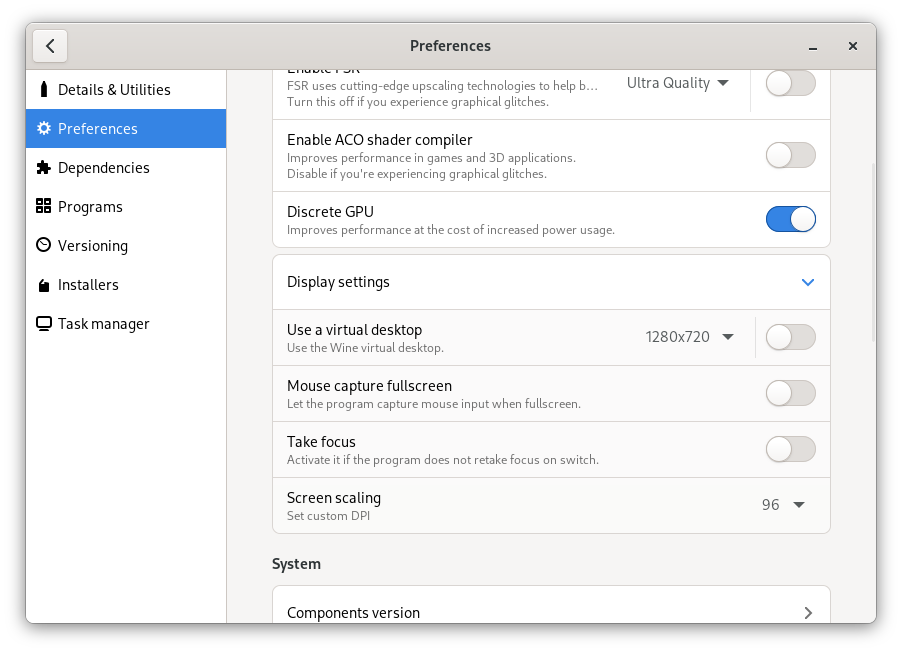 Preferences
Details & Utilities
Preferences
Dependencies
Programs
Versioning
Installers
Task manager
Enable FSR
FSR uses cutting-edge upscaling technologies to help b…
Turn this off if you experience graphical glitches.
Ultra Quality
Enable ACO shader compiler
Improves performance in games and 3D applications.
Disable if you're experiencing graphical glitches.
Discrete GPU
Improves performance at the cost of increased power usage.
Display settings
Use a virtual desktop
Use the Wine virtual desktop.
1280x720
Mouse capture fullscreen
Let the program capture mouse input when fullscreen.
Take focus
Activate it if the program does not retake focus on switch.
Screen scaling
Set custom DPI
96
System
Components version